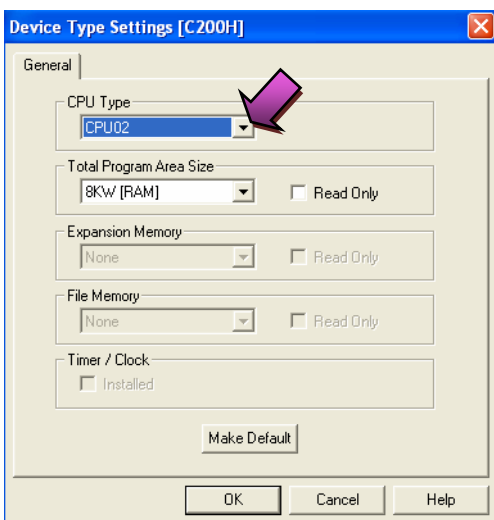 Device Type Settings [C200H]
General
CPU Type
CPU02
Total Program Area Size
8KW [RAM]
Read Only
Expansion Memory
None
Read Only
File Memory
None
Read Only
Timer / Clock
Installed
Make Default
OK
Cancel
Help